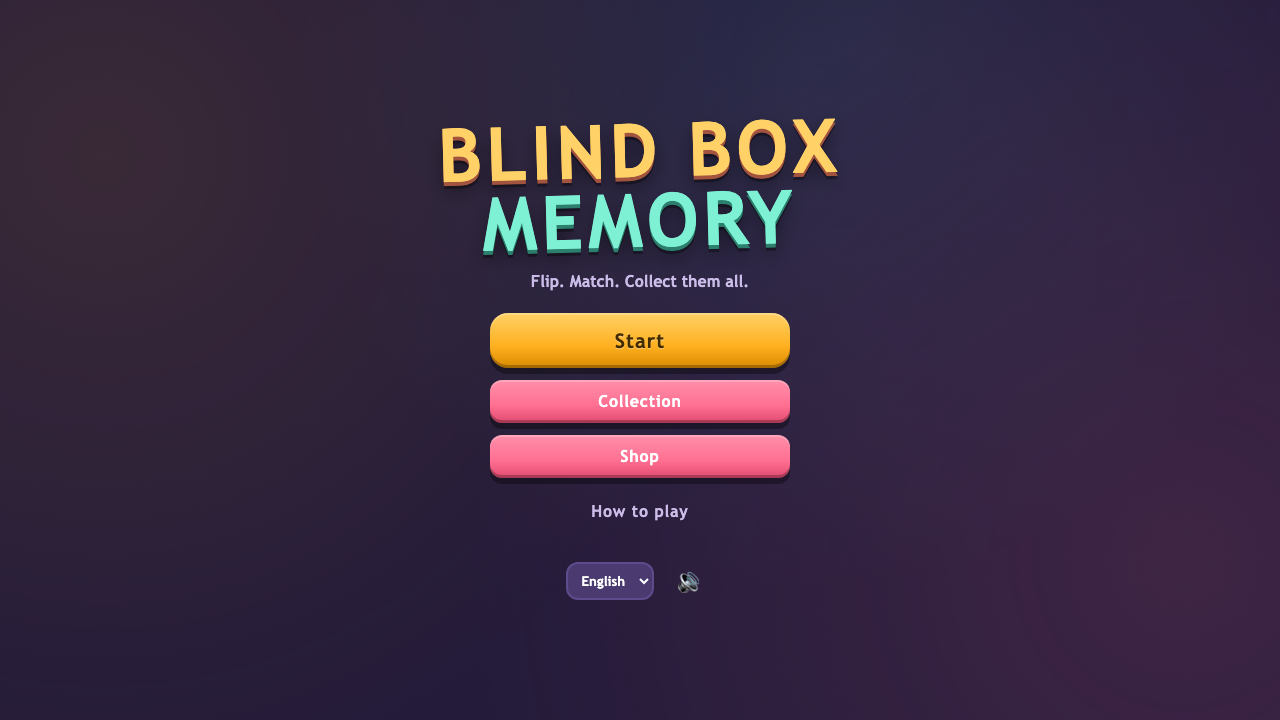 BLIND BOX
MEMORY
Flip. Match. Collect them all.
Start
Collection
Shop
How to play
English